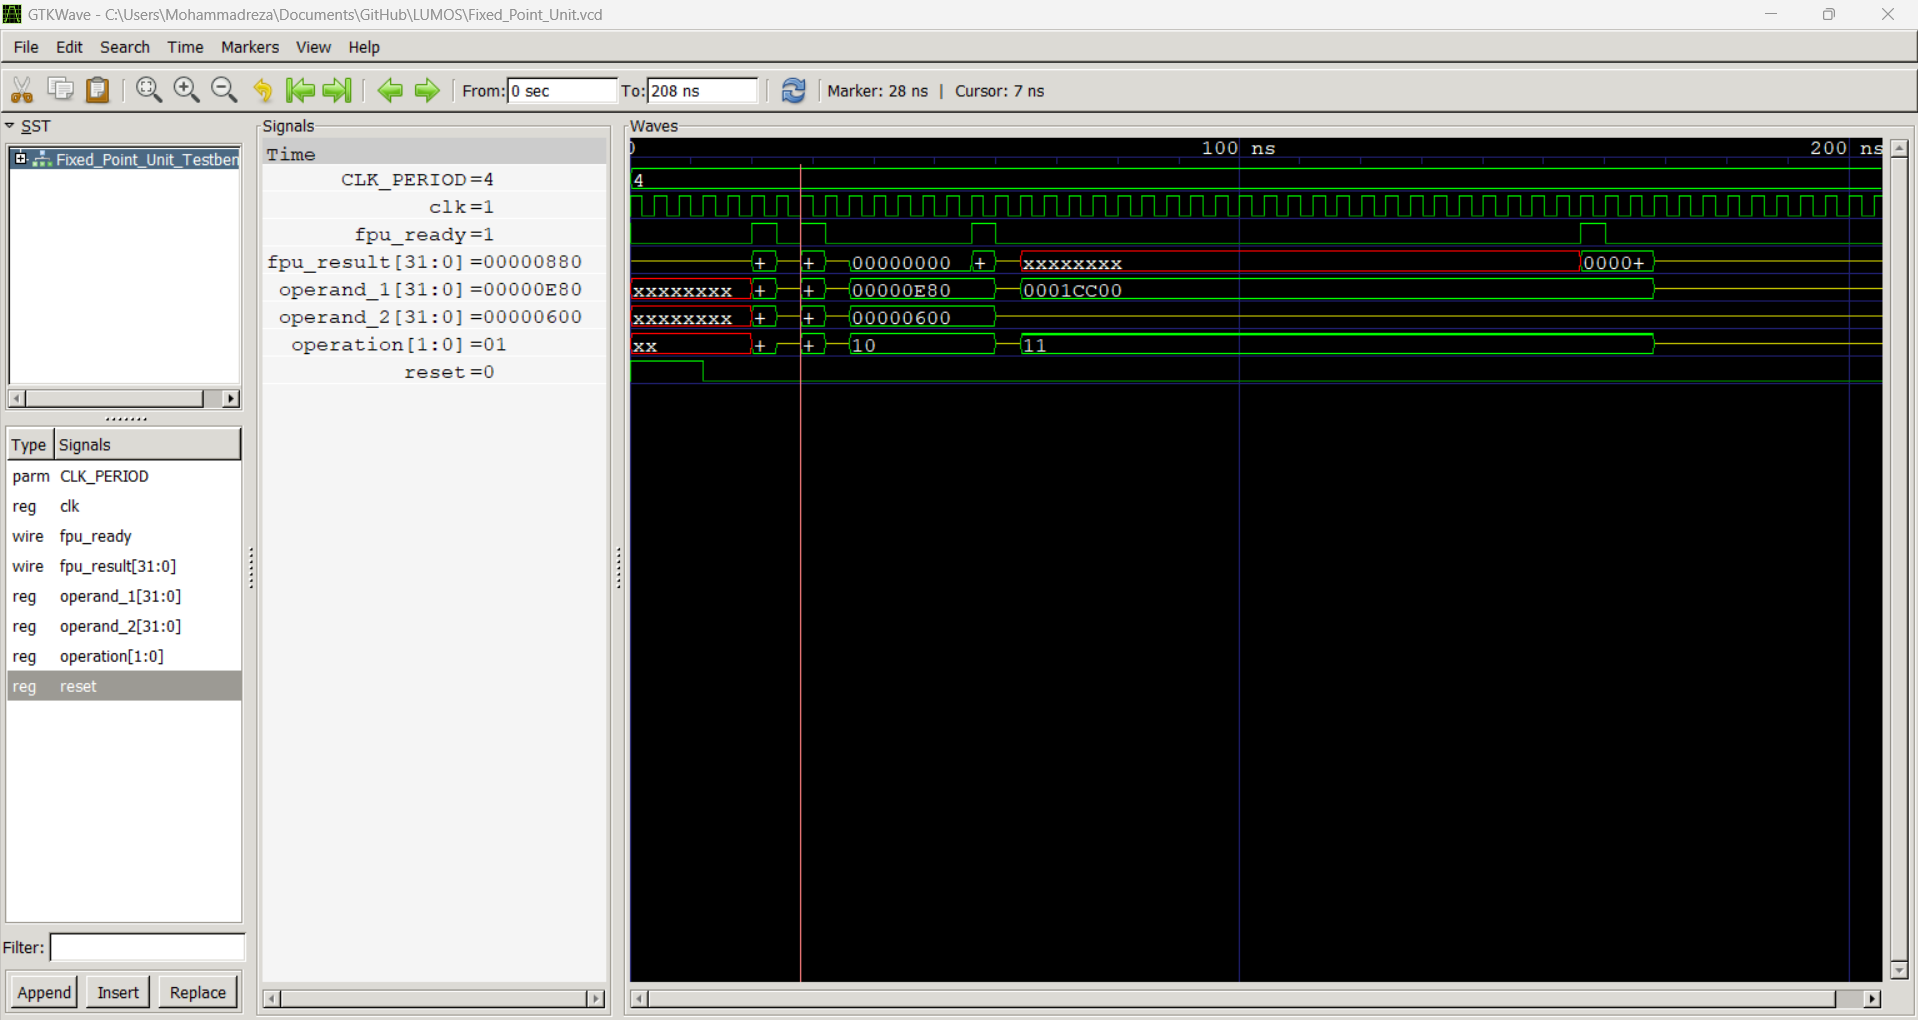 GTKWave - C:\Users\Mohammadreza\Documents\GitHub\LUMOS\Fixed_Point_Unit.vcd
File Edit Search Time Markers View Help
From: 0 sec To: 208 ns Marker: 28 ns | Cursor: 7 ns
SST
Fixed_Point_Unit_Testben
Type Signals
parm CLK_PERIOD
reg clk
wire fpu_ready
wire fpu_result[31:0]
reg operand_1[31:0]
reg operand_2[31:0]
reg operation[1:0]
reg reset
Filter:
Append Insert Replace
Signals
Time
CLK_PERIOD=4
clk=1
fpu_ready=1
fpu_result[31:0]=00000880
operand_1[31:0]=00000E80
operand_2[31:0]=00000600
operation[1:0]=01
reset=0
Waves
0 100 ns 200 ns
4
+ + 00000000 + xxxxxxxx 0000+
xxxxxxxx + + 00000E80 0001CC00
xxxxxxxx + + 00000600
xx + + 10 11